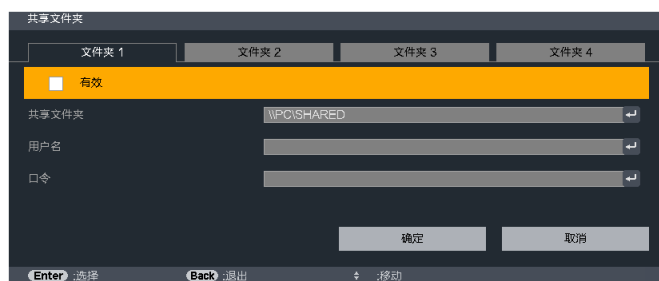 共享文件夹
文件夹 1 文件夹 2 文件夹 3 文件夹 4
有效
共享文件夹 \\PC\SHARED
用户名
口令
确定 取消
Enter :选择 Back :退出 :移动